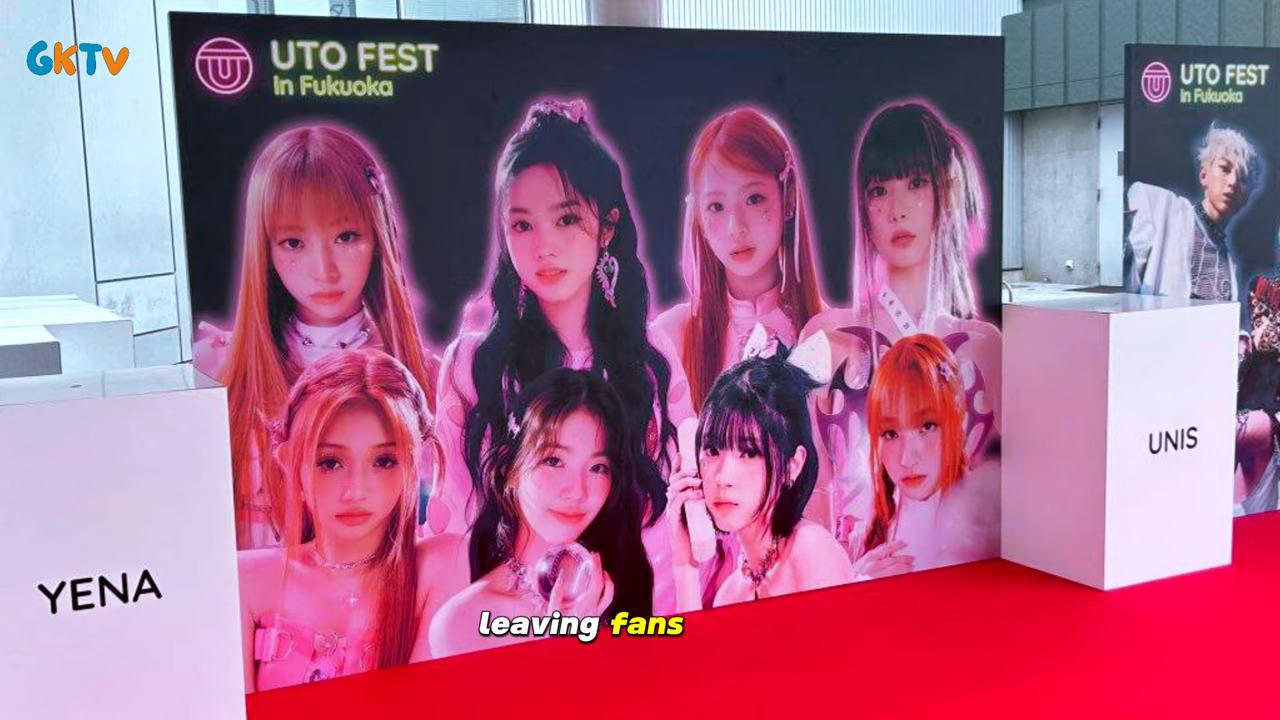 GKTV
UTO FEST
in Fukuoka
UTO FEST
in Fukuoka
YENA
UNIS
leaving fans